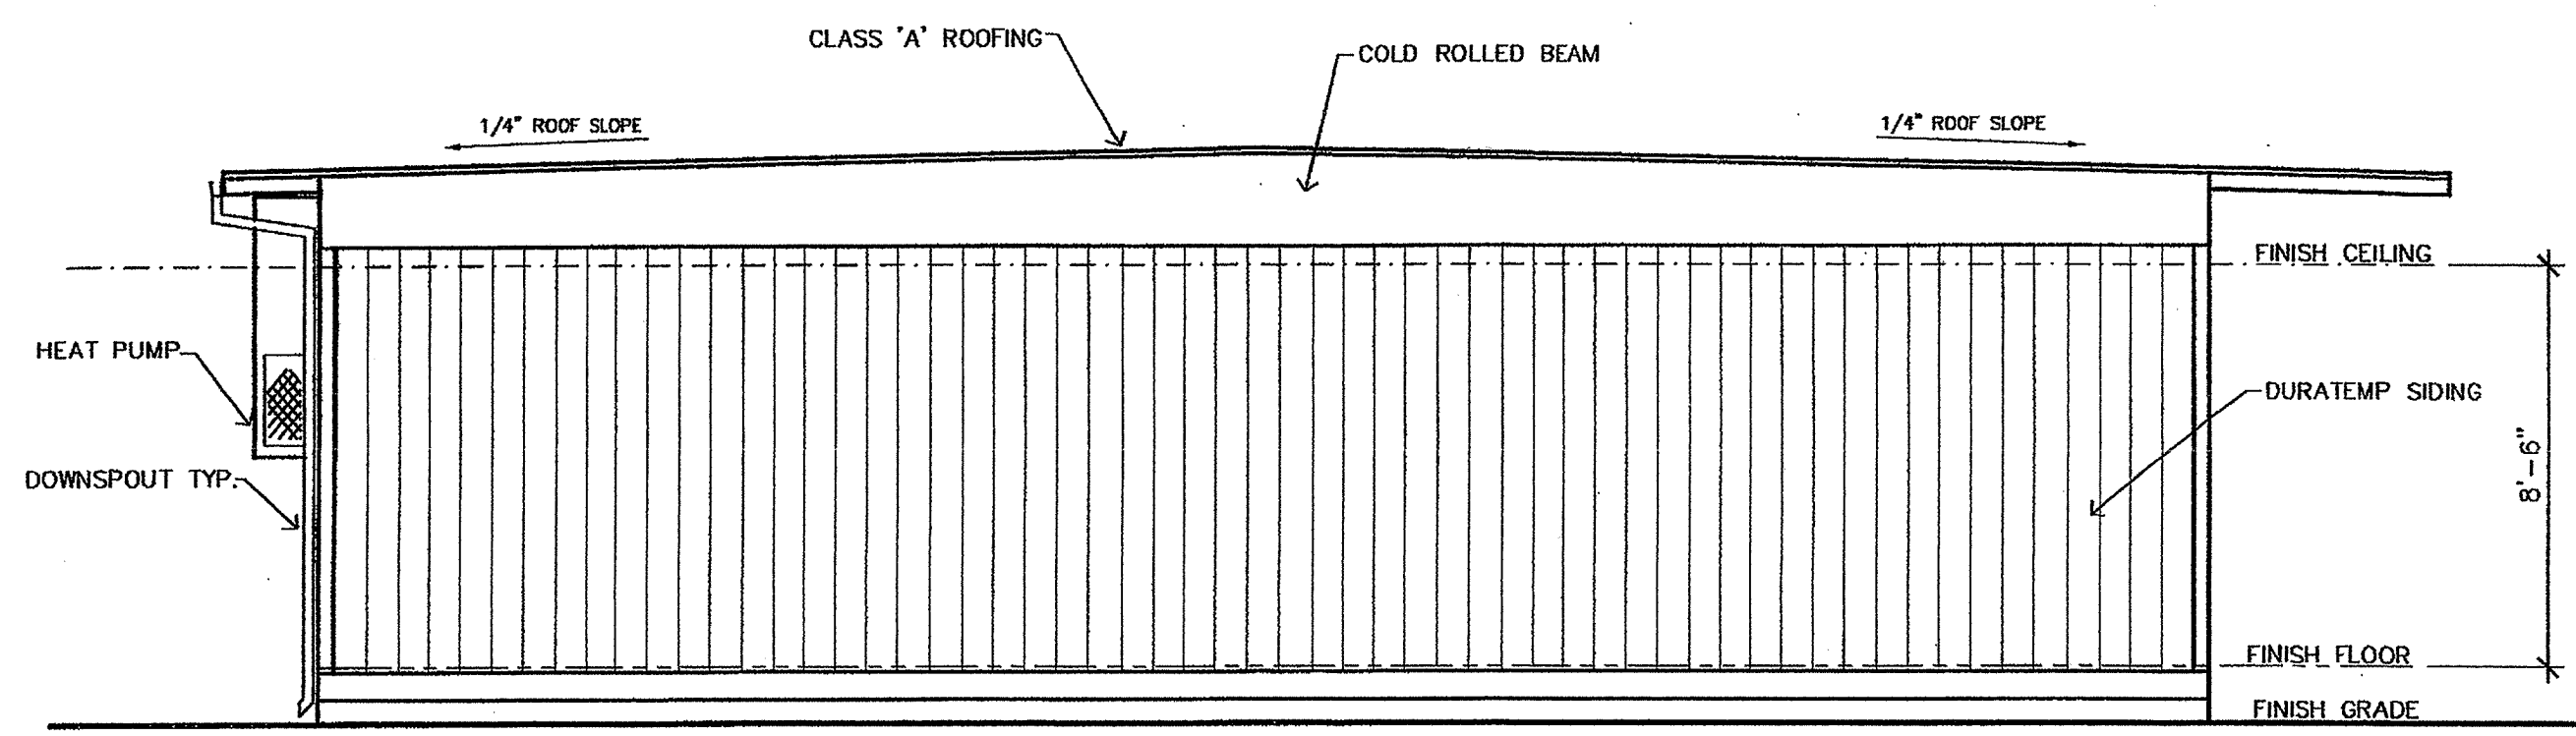 CLASS 'A' ROOFING
COLD ROLLED BEAM
1/4" ROOF SLOPE
1/4" ROOF SLOPE
FINISH CEILING
HEAT PUMP
DURATEMP SIDING
8'-6"
DOWNSPOUT TYP.
FINISH FLOOR
FINISH GRADE